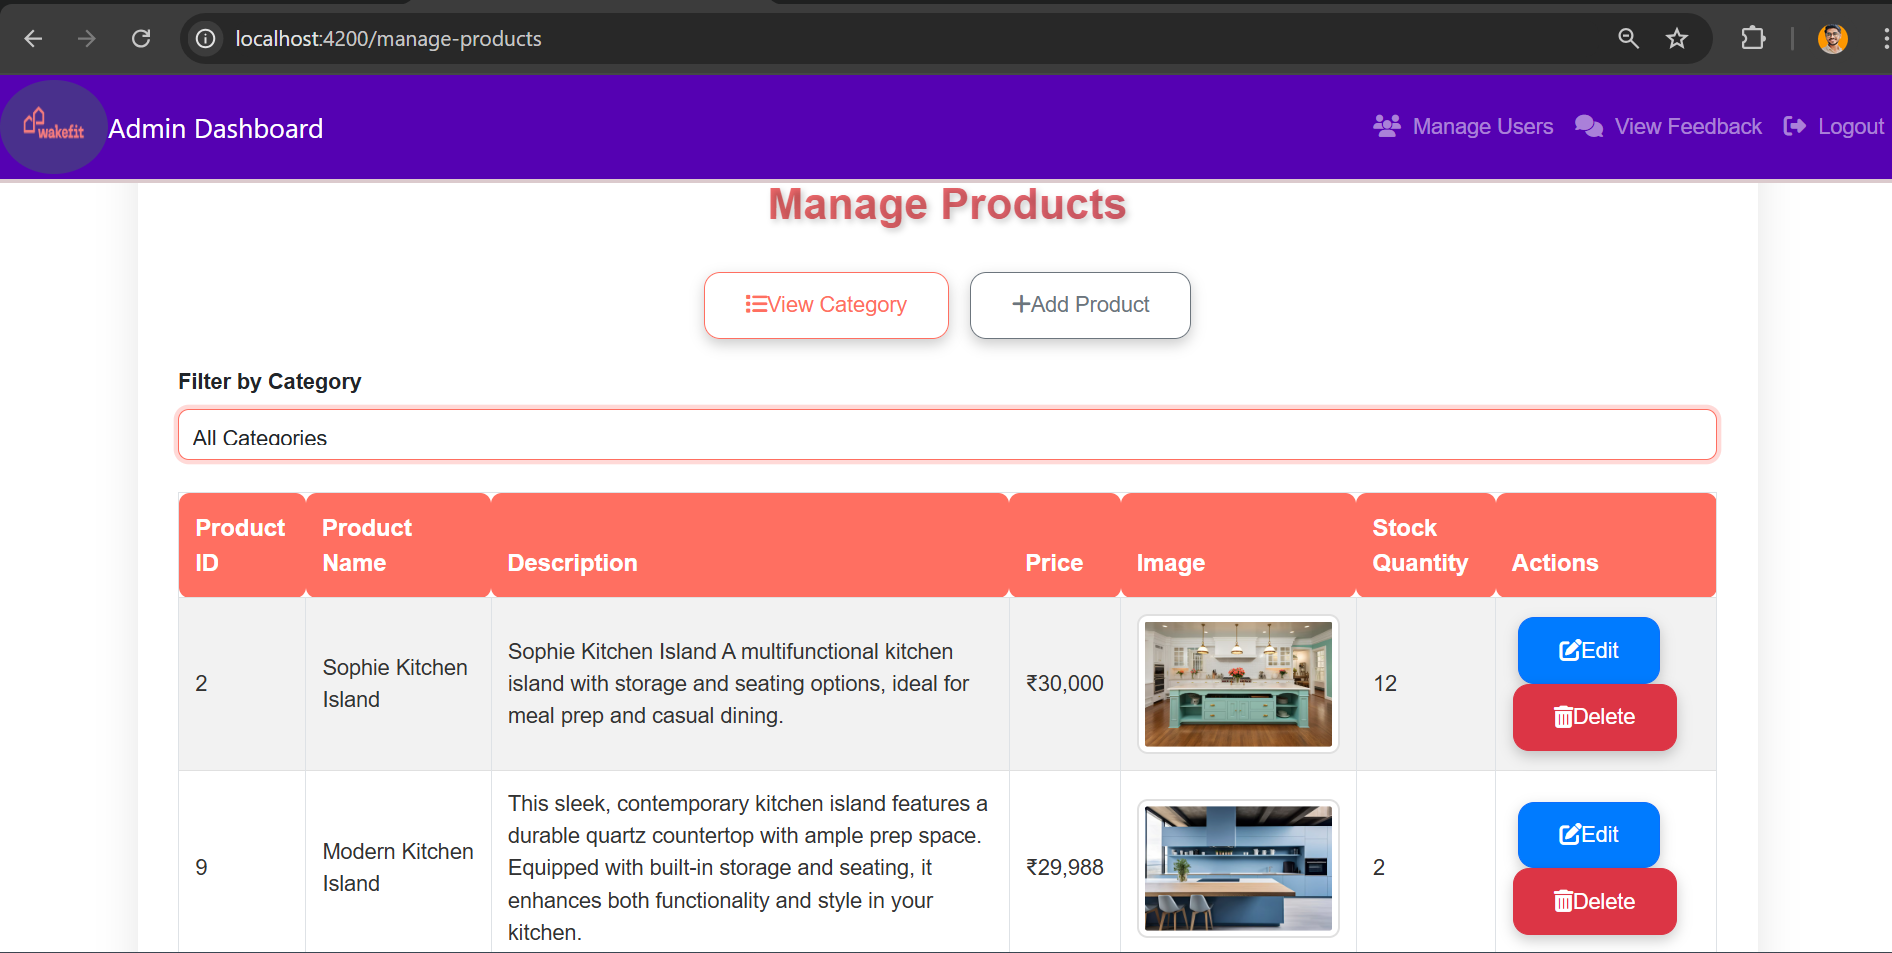 localhost:4200/manage-products
wakefit
Admin Dashboard
Manage Users
View Feedback
Logout
Manage Products
View Category
Add Product
Filter by Category
All Categories
Product
ID
Product
Name
Description
Price
Image
Stock
Quantity
Actions
2
Sophie Kitchen
Island
Sophie Kitchen Island A multifunctional kitchen
island with storage and seating options, ideal for
meal prep and casual dining.
₹30,000
12
Edit
Delete
9
Modern Kitchen
Island
This sleek, contemporary kitchen island features a
durable quartz countertop with ample prep space.
Equipped with built-in storage and seating, it
enhances both functionality and style in your
kitchen.
₹29,988
2
Edit
Delete